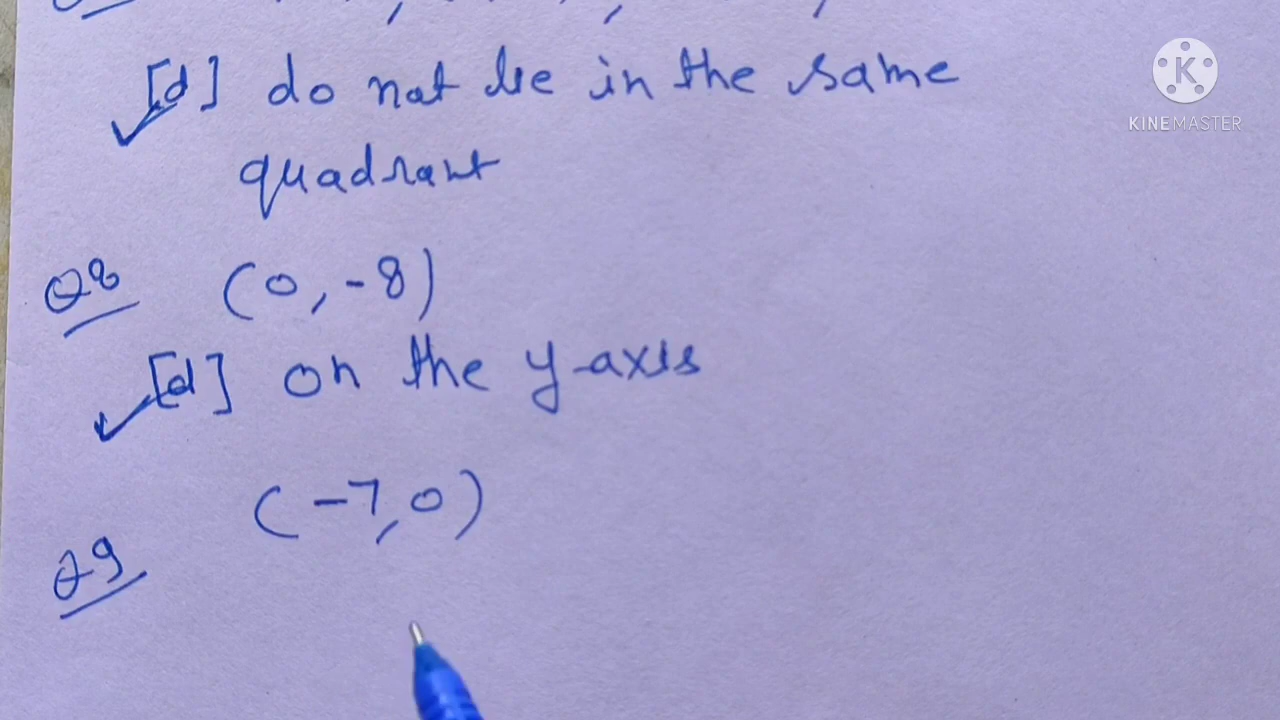 [d] do not lie in the same
quadrant
Q8 (0, -8)
[d] on the y-axis
(-7, 0)
Q9
KINEMASTER